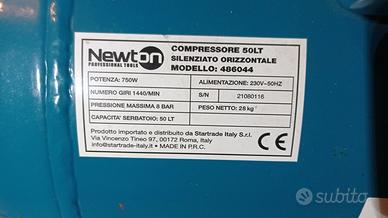 Newton
PROFESSIONAL TOOLS
COMPRESSORE 50LT
SILENZIATO ORIZZONTALE
MODELLO: 486044
POTENZA: 750W
ALIMENTAZIONE: 230V~50HZ
NUMERO GIRI 1440/MIN
S/N 21080116
PRESSIONE MASSIMA 8 BAR
PESO NETTO: 28 kg
CAPACITA' SERBATOIO: 50 LT
Prodotto importato e distribuito da Startrade Italy S.r.l.
Via Vincenzo Tineo 97, 00172 Roma Italy
info@startrade-italy.it • MADE IN P.R.C.
subito